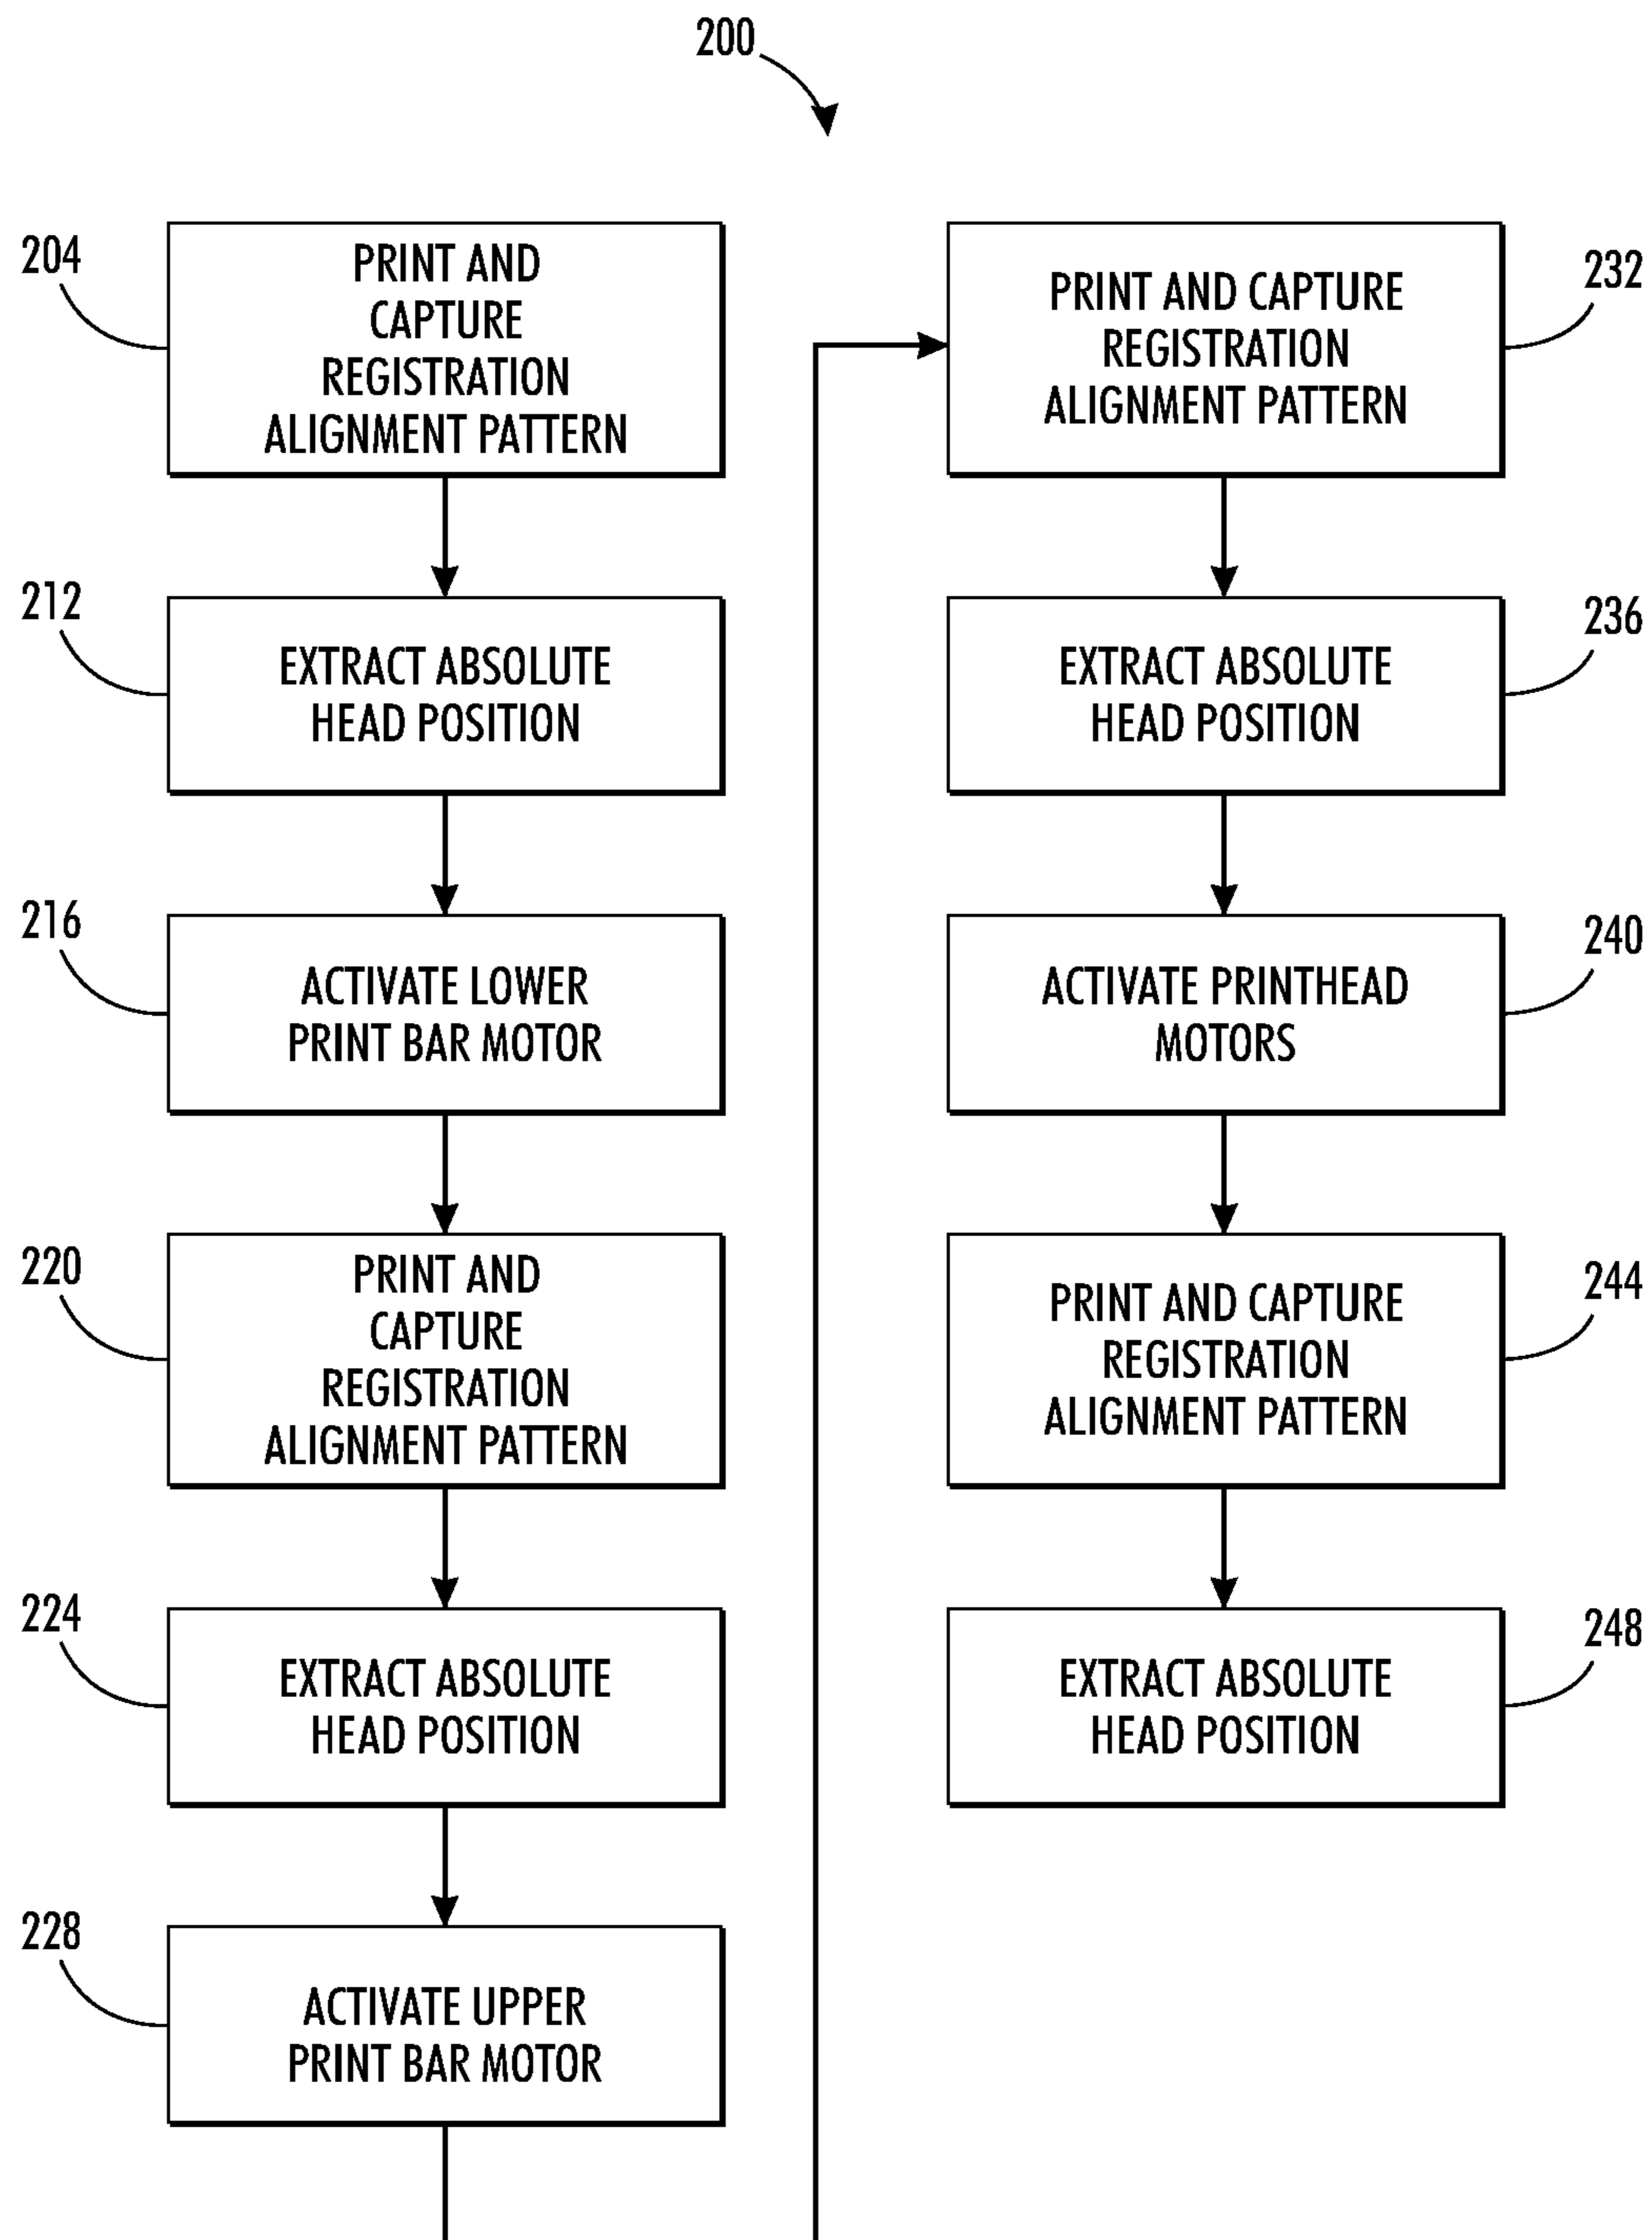 200
204
PRINT AND
CAPTURE
REGISTRATION
ALIGNMENT PATTERN
212
EXTRACT ABSOLUTE
HEAD POSITION
216
ACTIVATE LOWER
PRINT BAR MOTOR
220
PRINT AND
CAPTURE
REGISTRATION
ALIGNMENT PATTERN
224
EXTRACT ABSOLUTE
HEAD POSITION
228
ACTIVATE UPPER
PRINT BAR MOTOR
232
PRINT AND CAPTURE
REGISTRATION
ALIGNMENT PATTERN
236
EXTRACT ABSOLUTE
HEAD POSITION
240
ACTIVATE PRINTHEAD
MOTORS
244
PRINT AND CAPTURE
REGISTRATION
ALIGNMENT PATTERN
248
EXTRACT ABSOLUTE
HEAD POSITION